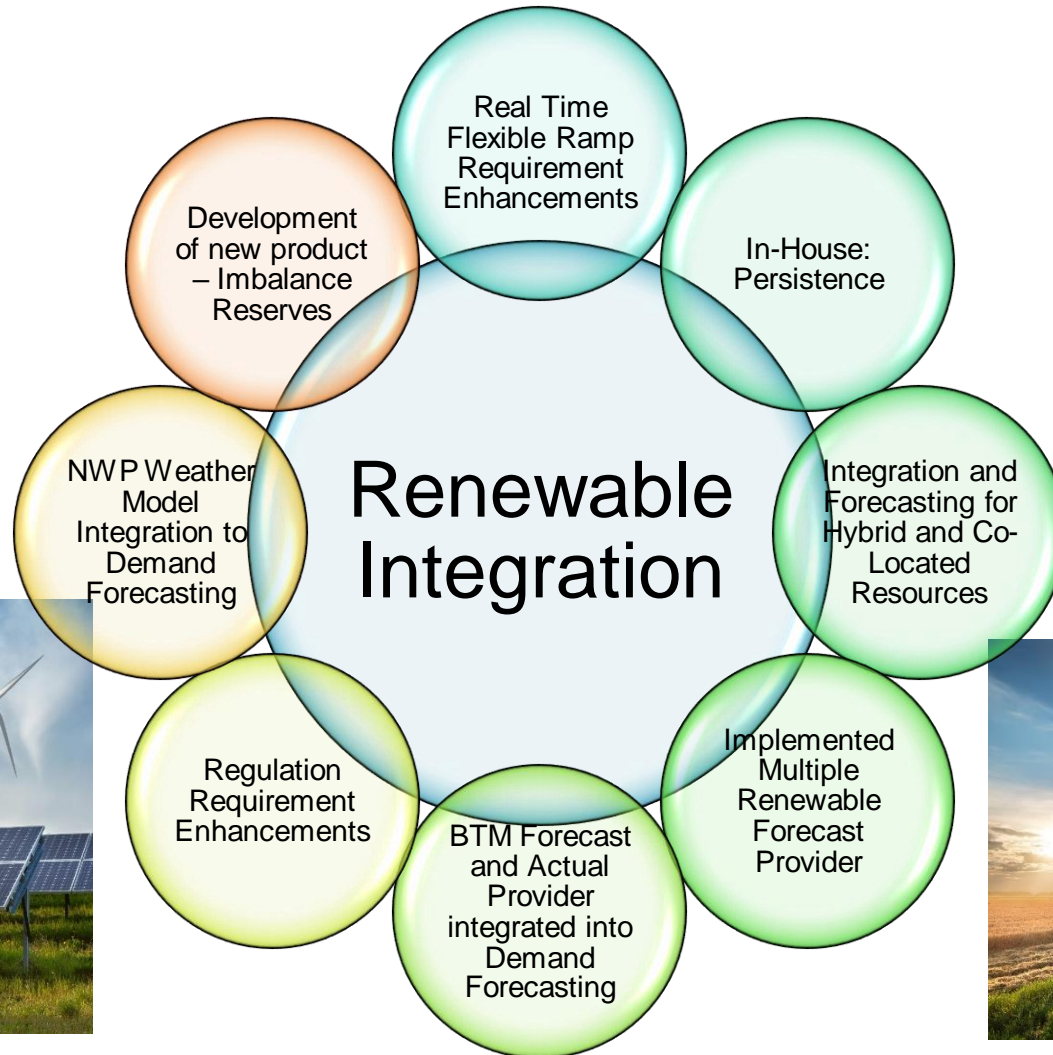 Real Time
Flexible Ramp
Requirement
Enhancements
In-House:
Persistence
Integration and
Forecasting for
Hybrid and Co-
Located
Resources
Implemented
Multiple
Renewable
Forecast
Provider
BTM Forecast
and Actual
Provider
integrated into
Demand
Forecasting
Regulation
Requirement
Enhancements
NWP Weather
Model
Integration to
Demand
Forecasting
Development
of new product
– Imbalance
Reserves
Renewable
Integration